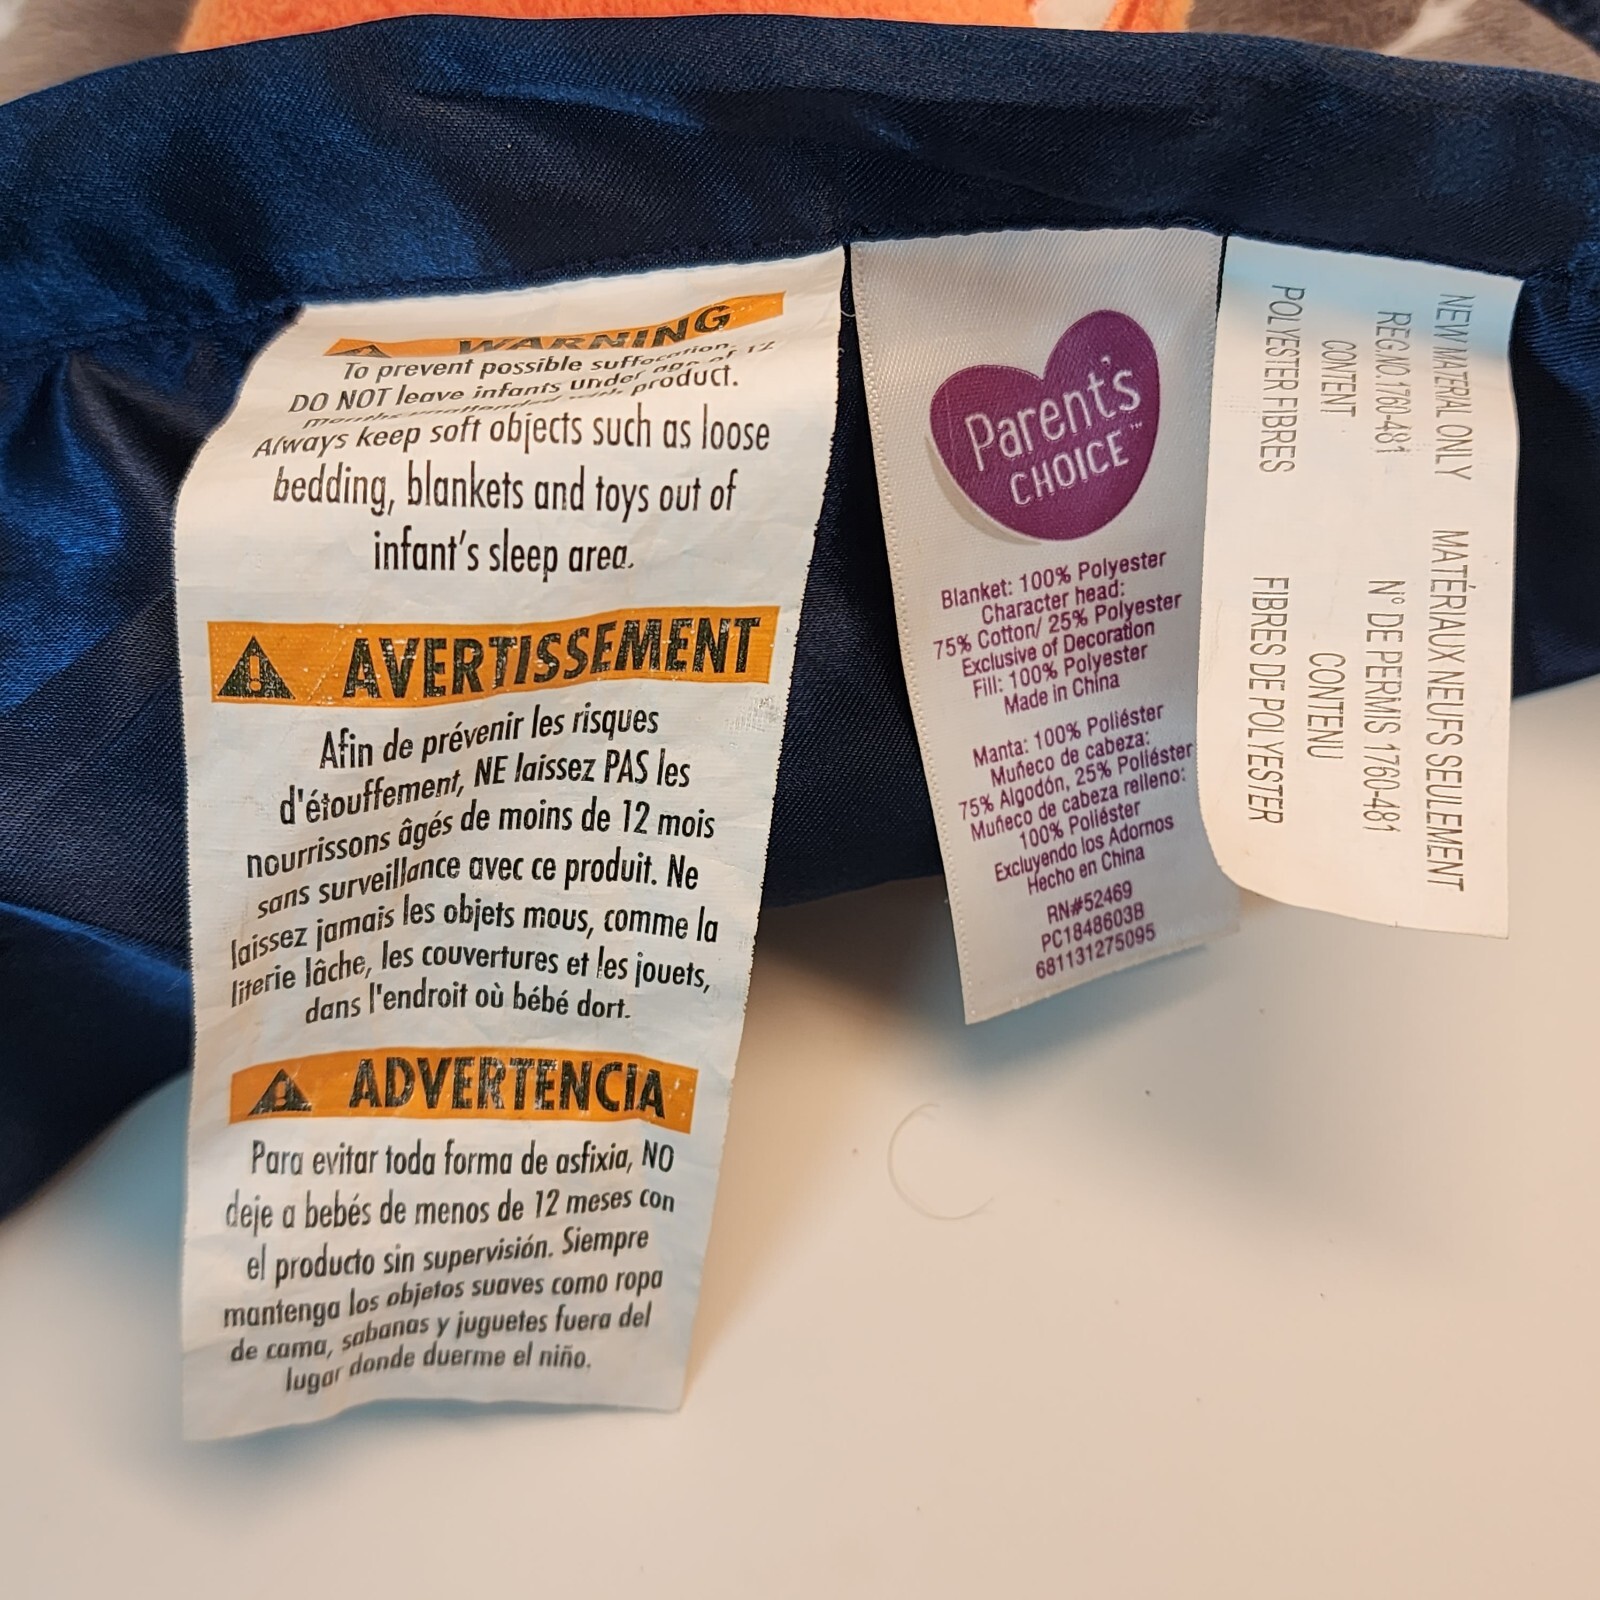 WARNING
To prevent possible suffocation,
DO NOT leave infants under age of 12
months unattended with product.
Always keep soft objects such as loose
bedding, blankets and toys out of
infant's sleep area.
AVERTISSEMENT
Afin de prévenir les risques
d'étouffement, NE laissez PAS les
nourrissons âgés de moins de 12 mois
sans surveillance avec ce produit. Ne
laissez jamais les objets mous, comme la
literie lâche, les couvertures et les jouets,
dans l'endroit où bébé dort.
ADVERTENCIA
Para evitar toda forma de asfixia, NO
deje a bebés de menos de 12 meses con
el producto sin supervisión. Siempre
mantenga los objetos suaves como ropa
de cama, sabanas y juguetes fuera del
lugar donde duerme el niño.
Parent's
CHOICE™
Blanket: 100% Polyester
Character head:
75% Cotton/ 25% Polyester
Exclusive of Decoration
Fill: 100% Polyester
Made in China
Manta: 100% Poliéster
Muñeco de cabeza:
75% Algodón, 25% Poliéster
Muñeco de cabeza relleno:
100% Poliéster
Excluyendo los Adornos
Hecho en China
RN#52469
PC1848603B
681131275095
NEW MATERIAL ONLY MATÉRIAUX NEUFS SEULEMENT
REG.NO.1760-481 N° DE PERMIS 1760-481
CONTENT CONTENU
POLYESTER FIBRES FIBRES DE POLYESTER